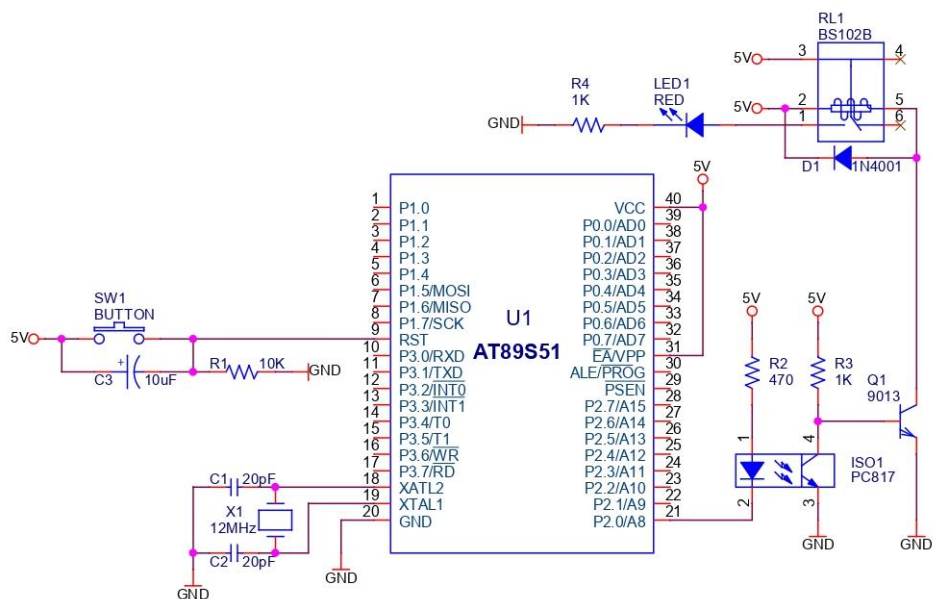 RL1
BS102B
5V 3 4
R4
1K
LED1
RED
5V 2 5
GND 1 6
D1 1N4001
5V
1 P1.0 VCC 40
2 P1.1 P0.0/AD0 39
3 P1.2 P0.1/AD1 38
4 P1.3 P0.2/AD2 37
5 P1.4 P0.3/AD3 36
6 P1.5/MOSI P0.4/AD4 35
7 P1.6/MISO P0.5/AD5 34
8 P1.7/SCK P0.6/AD6 33
9 RST P0.7/AD7 32
10 P3.0/RXD EA/VPP 31
11 P3.1/TXD ALE/PROG 30
12 P3.2/INT0 PSEN 29
13 P3.3/INT1 P2.7/A15 28
14 P3.4/T0 P2.6/A14 27
15 P3.5/T1 P2.5/A13 26
16 P3.6/WR P2.4/A12 25
17 P3.7/RD P2.3/A11 24
18 XATL2 P2.2/A10 23
19 XTAL1 P2.1/A9 22
20 GND P2.0/A8 21
U1
AT89S51
SW1
BUTTON
5V
C3 + 10uF
R1 10K
GND
C1 20pF
X1
12MHz
C2 20pF
GND
GND
5V
5V
R2
470
R3
1K
Q1
9013
1 4
ISO1
PC817
2 3
GND
GND